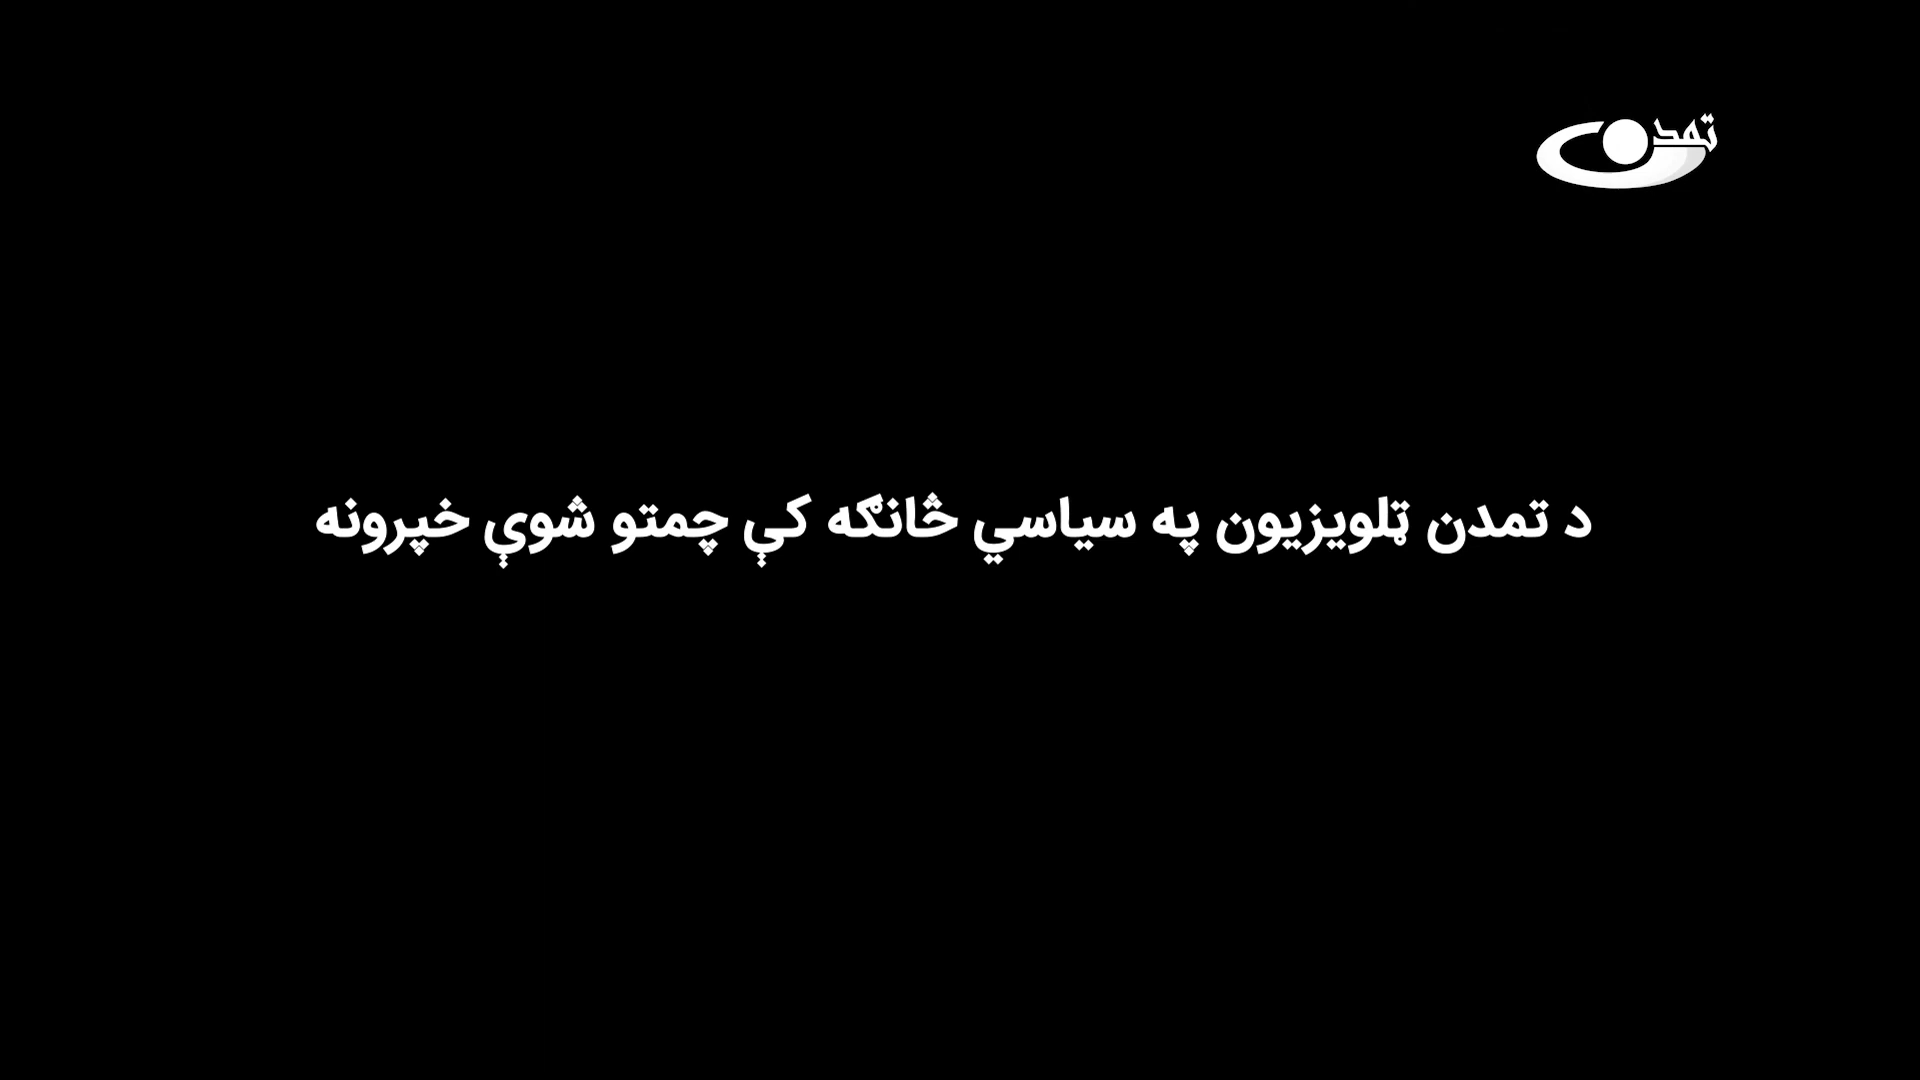 تمدن
د تمدن ټلویزیون په سیاسي څانګه کې چمتو شوې خپرونه